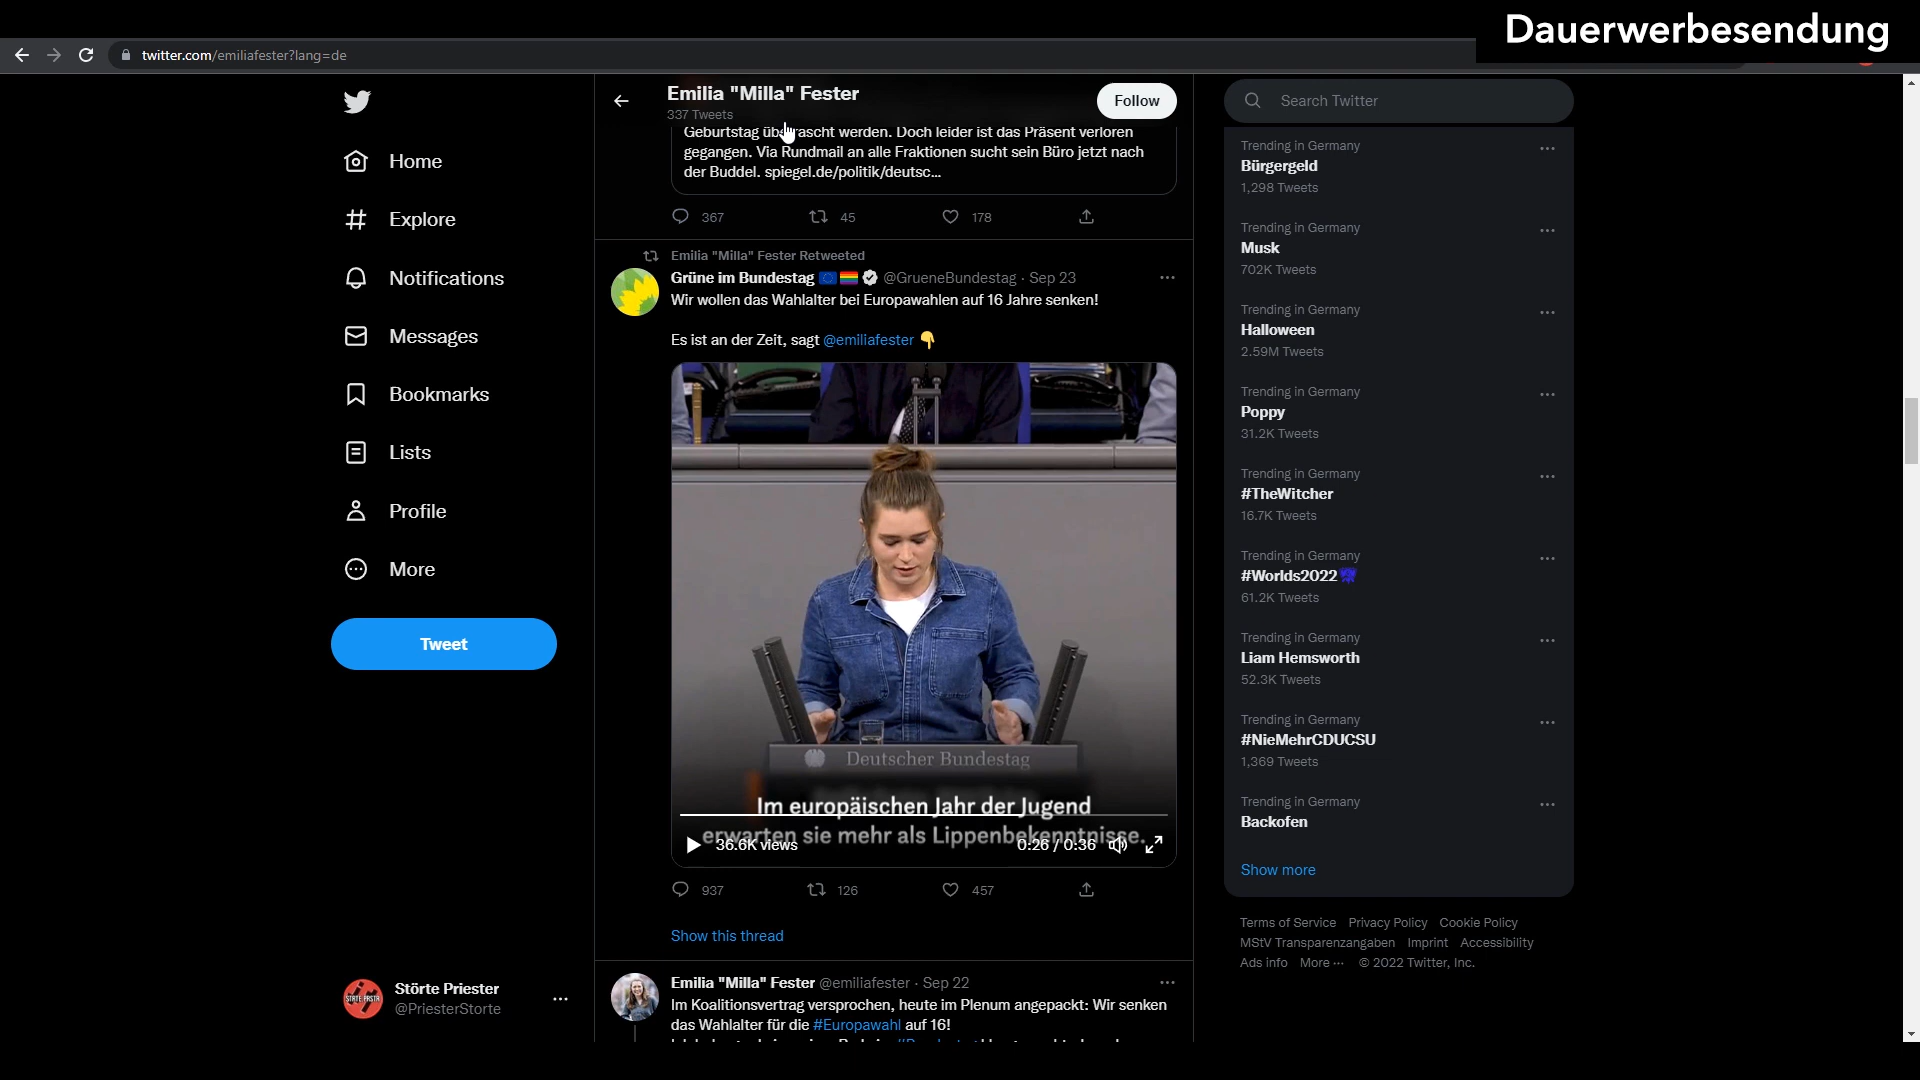 Dauerwerbesendung
twitter.com/emiliafester?lang=de
Home
Explore
Notifications
Messages
Bookmarks
Lists
Profile
More
Tweet
Störte Priester
@PriesterStorte
Emilia "Milla" Fester
337 Tweets
Follow
Geburtstag überrascht werden. Doch leider ist das Präsent verloren
gegangen. Via Rundmail an alle Fraktionen sucht sein Büro jetzt nach
der Buddel. spiegel.de/politik/deutsc...
367 45 178
Emilia "Milla" Fester Retweeted
Grüne im Bundestag @GrueneBundestag · Sep 23
Wir wollen das Wahlalter bei Europawahlen auf 16 Jahre senken!
Es ist an der Zeit, sagt @emiliafester
Deutscher Bundestag
Im europäischen Jahr der Jugend
erwarten sie mehr als Lippenbekenntnisse.
36.6K views 0:26 / 0:36
937 126 457
Show this thread
Emilia "Milla" Fester @emiliafester · Sep 22
Im Koalitionsvertrag versprochen, heute im Plenum angepackt: Wir senken
das Wahlalter für die #Europawahl auf 16!
Search Twitter
Trending in Germany
Bürgergeld
1,298 Tweets
Trending in Germany
Musk
702K Tweets
Trending in Germany
Halloween
2.59M Tweets
Trending in Germany
Poppy
31.2K Tweets
Trending in Germany
#TheWitcher
16.7K Tweets
Trending in Germany
#Worlds2022
61.2K Tweets
Trending in Germany
Liam Hemsworth
52.3K Tweets
Trending in Germany
#NieMehrCDUCSU
1,369 Tweets
Trending in Germany
Backofen
Show more
Terms of Service Privacy Policy Cookie Policy
MStV Transparenzangaben Imprint Accessibility
Ads info More ··· © 2022 Twitter, Inc.